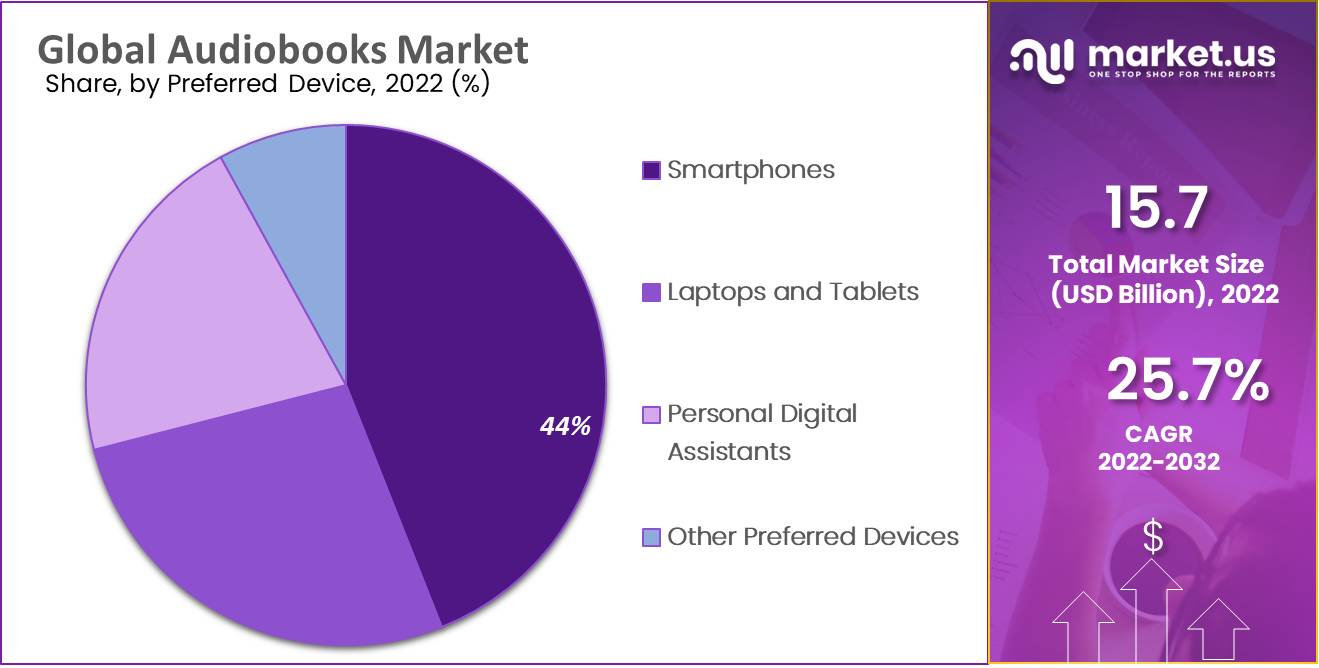 Global Audiobooks Market
Share, by Preferred Device, 2022 (%)
44%
Smartphones
Laptops and Tablets
Personal Digital
Assistants
Other Preferred Devices
market.us
ONE STOP SHOP FOR THE REPORTS
15.7
Total Market Size
(USD Billion), 2022
25.7%
CAGR
2022-2032
$